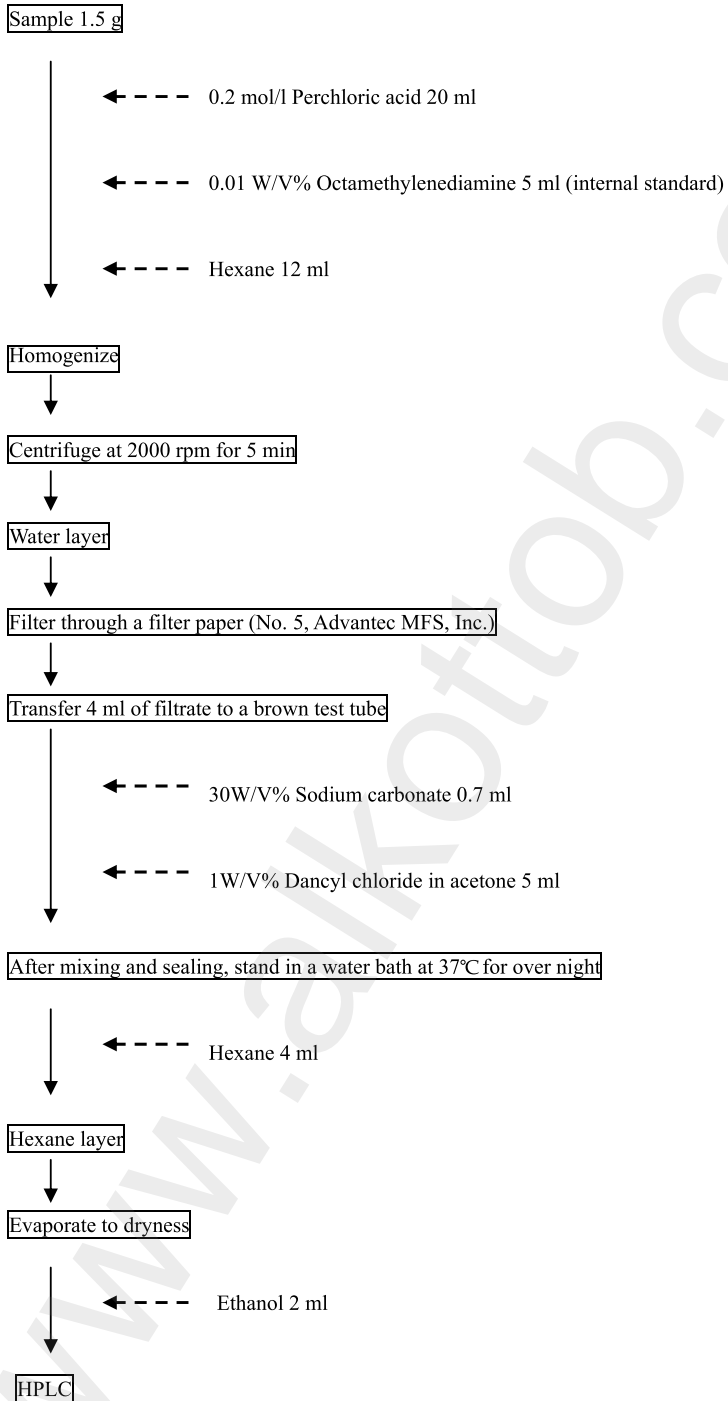 Sample 1.5 g
0.2 mol/l Perchloric acid 20 ml
0.01 W/V% Octamethylenediamine 5 ml (internal standard)
Hexane 12 ml
Homogenize
Centrifuge at 2000 rpm for 5 min
Water layer
Filter through a filter paper (No. 5, Advantec MFS, Inc.)
Transfer 4 ml of filtrate to a brown test tube
30W/V% Sodium carbonate 0.7 ml
1W/V% Dancyl chloride in acetone 5 ml
After mixing and sealing, stand in a water bath at 37℃ for over night
Hexane 4 ml
Hexane layer
Evaporate to dryness
Ethanol 2 ml
HPLC
www.alkottob.c